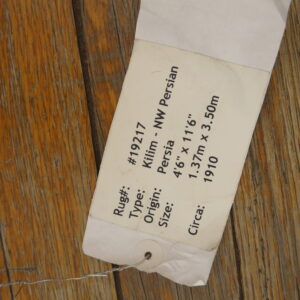 Rug#: #19217
Type: Kilim - NW Persian
Origin: Persia
Size: 4'6" x 11'6"
1.37m x 3.50m
Circa: 1910